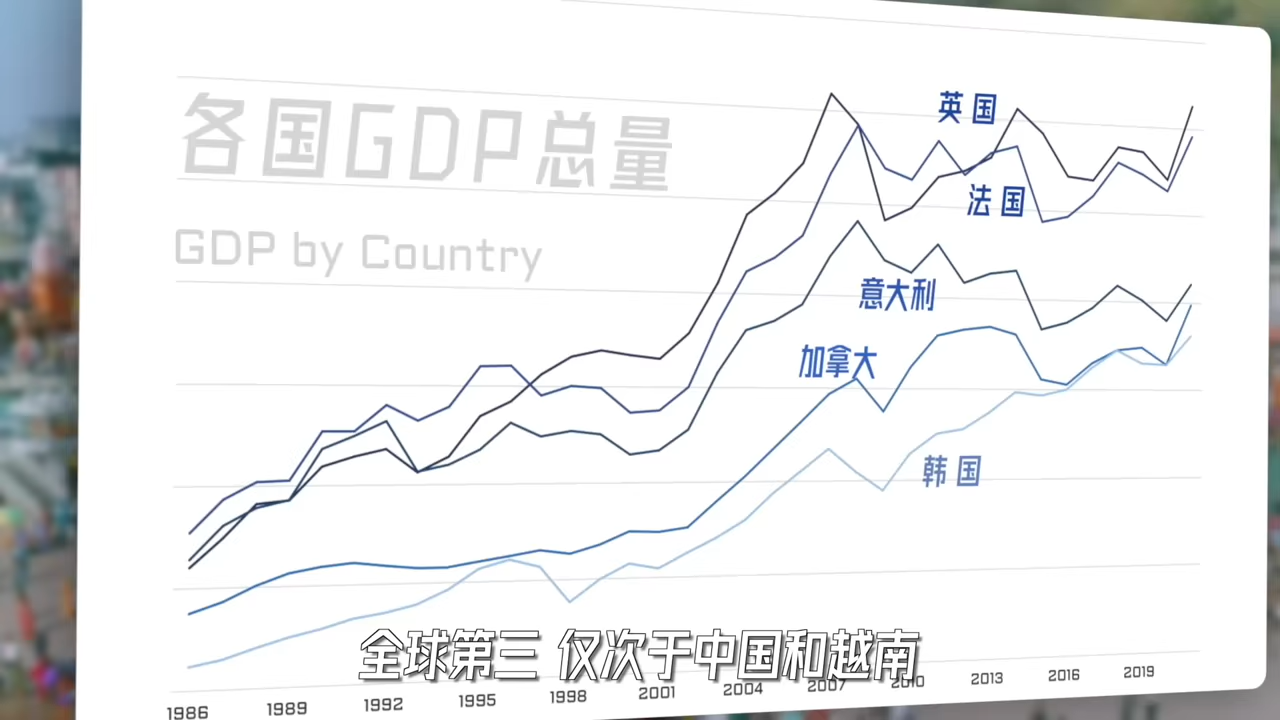 各国GDP总量
GDP by Country
英国
法国
意大利
加拿大
韩国
全球第三 仅次于中国和越南
1986 1989 1992 1995 1998 2001 2004 2007 2010 2013 2016 2019